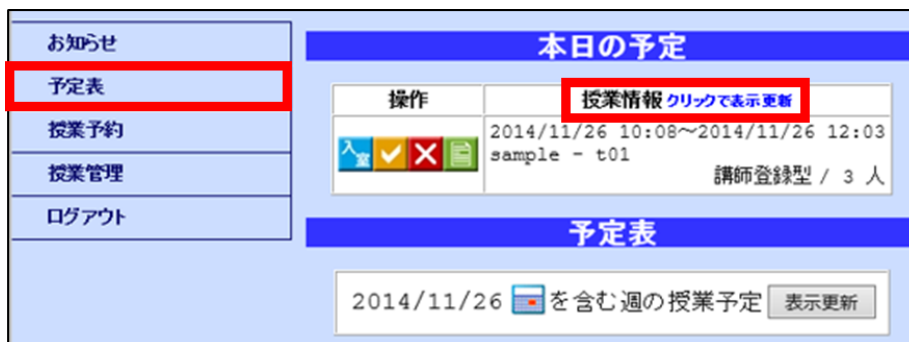 お知らせ
予定表
授業予約
授業管理
ログアウト
本日の予定
操作
授業情報 クリックで表示更新
入室
2014/11/26 10:08～2014/11/26 12:03
sample - t01
講師登録型 / 3 人
予定表
2014/11/26 を含む週の授業予定 表示更新